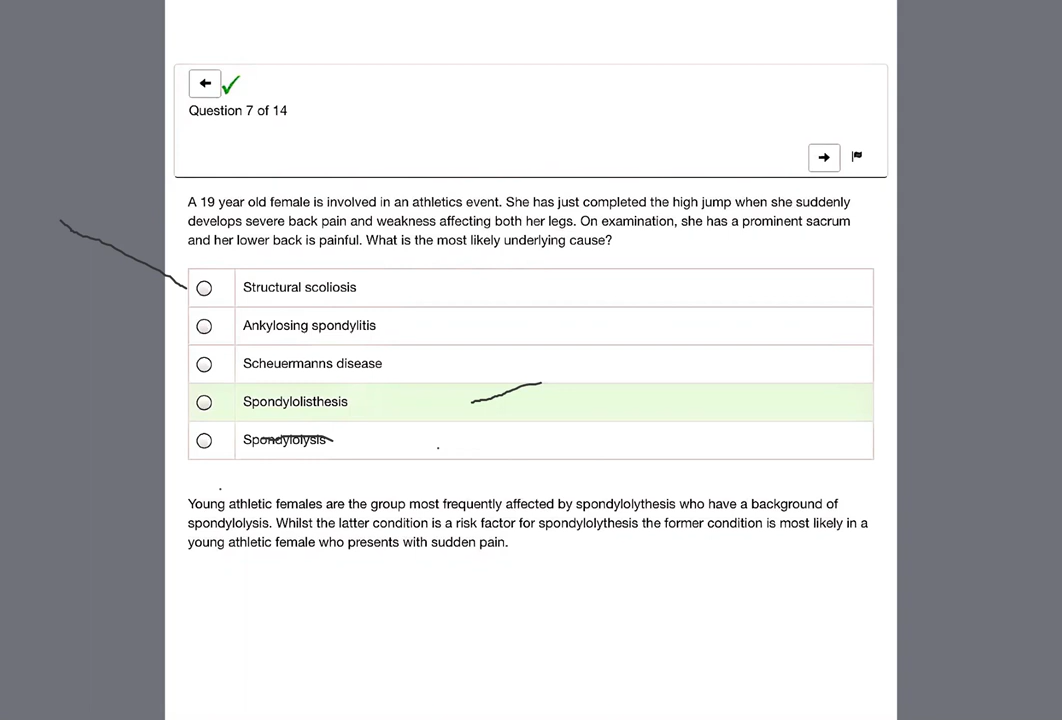 Question 7 of 14
A 19 year old female is involved in an athletics event. She has just completed the high jump when she suddenly
develops severe back pain and weakness affecting both her legs. On examination, she has a prominent sacrum
and her lower back is painful. What is the most likely underlying cause?
Structural scoliosis
Ankylosing spondylitis
Scheuermanns disease
Spondylolisthesis
Spondylolysis
Young athletic females are the group most frequently affected by spondylolythesis who have a background of
spondylolysis. Whilst the latter condition is a risk factor for spondylolythesis the former condition is most likely in a
young athletic female who presents with sudden pain.